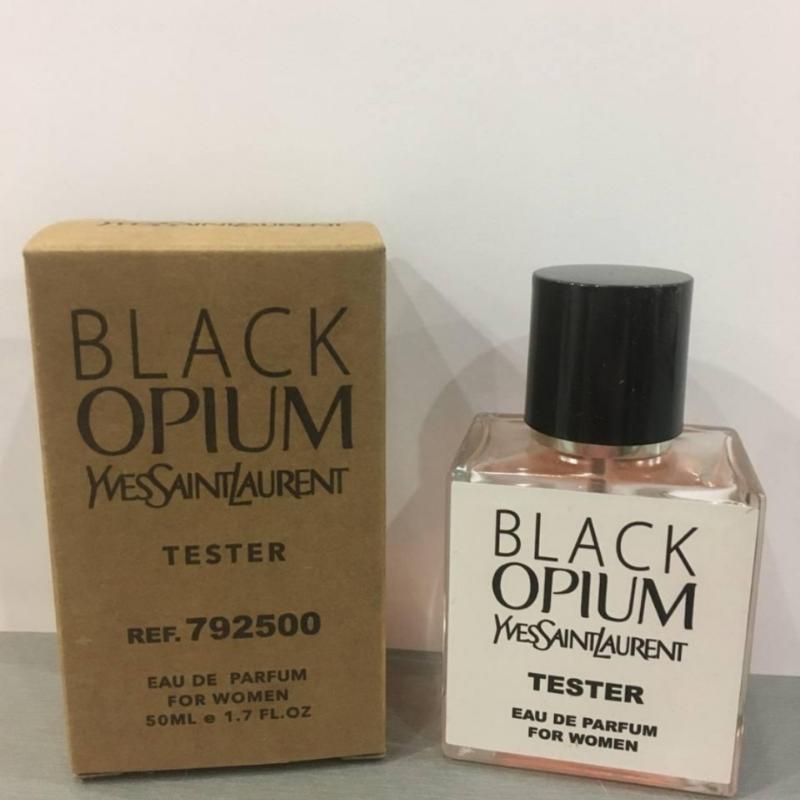 YVESSAINTLAURENT
BLACK
OPIUM
YVESSAINTLAURENT
TESTER
REF. 792500
EAU DE PARFUM
FOR WOMEN
50ML e 1.7 FL.OZ
BLACK
OPIUM
YVESSAINTLAURENT
TESTER
EAU DE PARFUM
FOR WOMEN